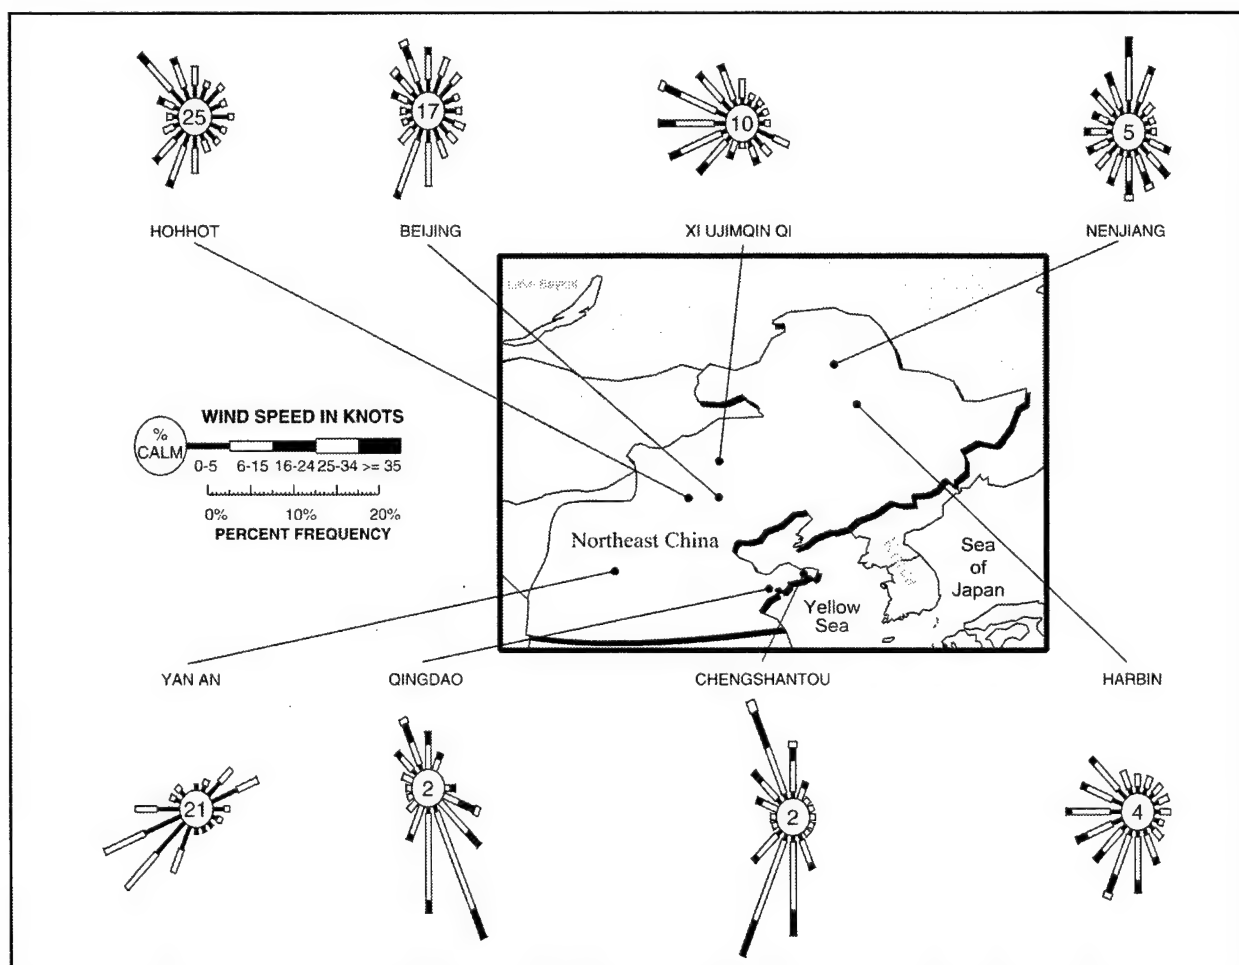 25
17
10
5
HOHHOT
BEIJING
XI UJIMQIN QI
NENJIANG
Lake Baykal
WIND SPEED IN KNOTS
%
CALM
0-5 6-15 16-24 25-34 >= 35
0% 10% 20%
PERCENT FREQUENCY
Northeast China
Sea
of
Japan
Yellow
Sea
YAN AN
QINGDAO
CHENGSHANTOU
HARBIN
21
2
2
4